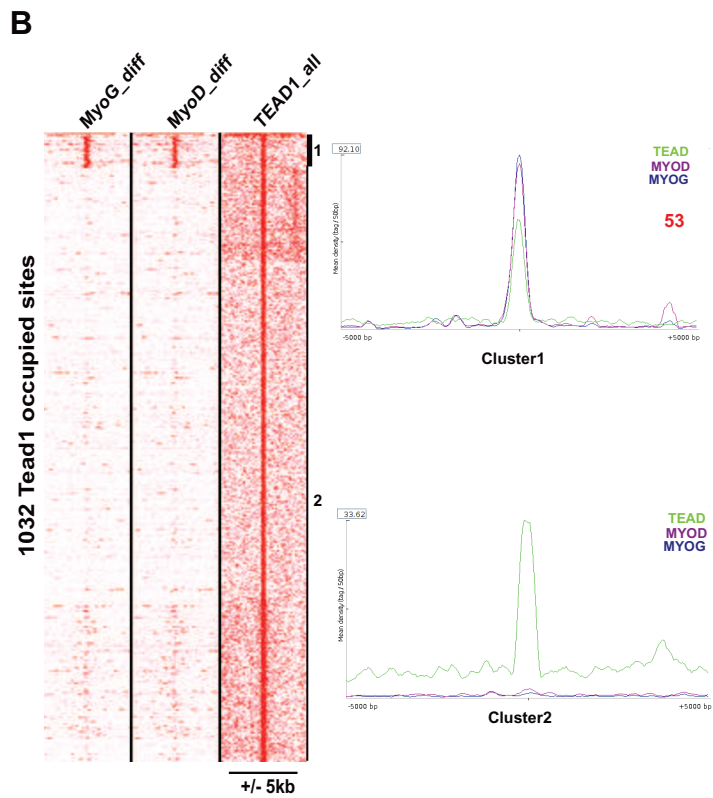 B
MyoG_diff
MyoD_diff
TEAD1_all
1032 Tead1 occupied sites
1
2
+/- 5kb
92.10
Mean density (tag / 50bp)
TEAD
MYOD
MYOG
53
-5000 bp
+5000 bp
Cluster1
33.62
Mean density (tag / 50bp)
TEAD
MYOD
MYOG
-5000 bp
+5000 bp
Cluster2